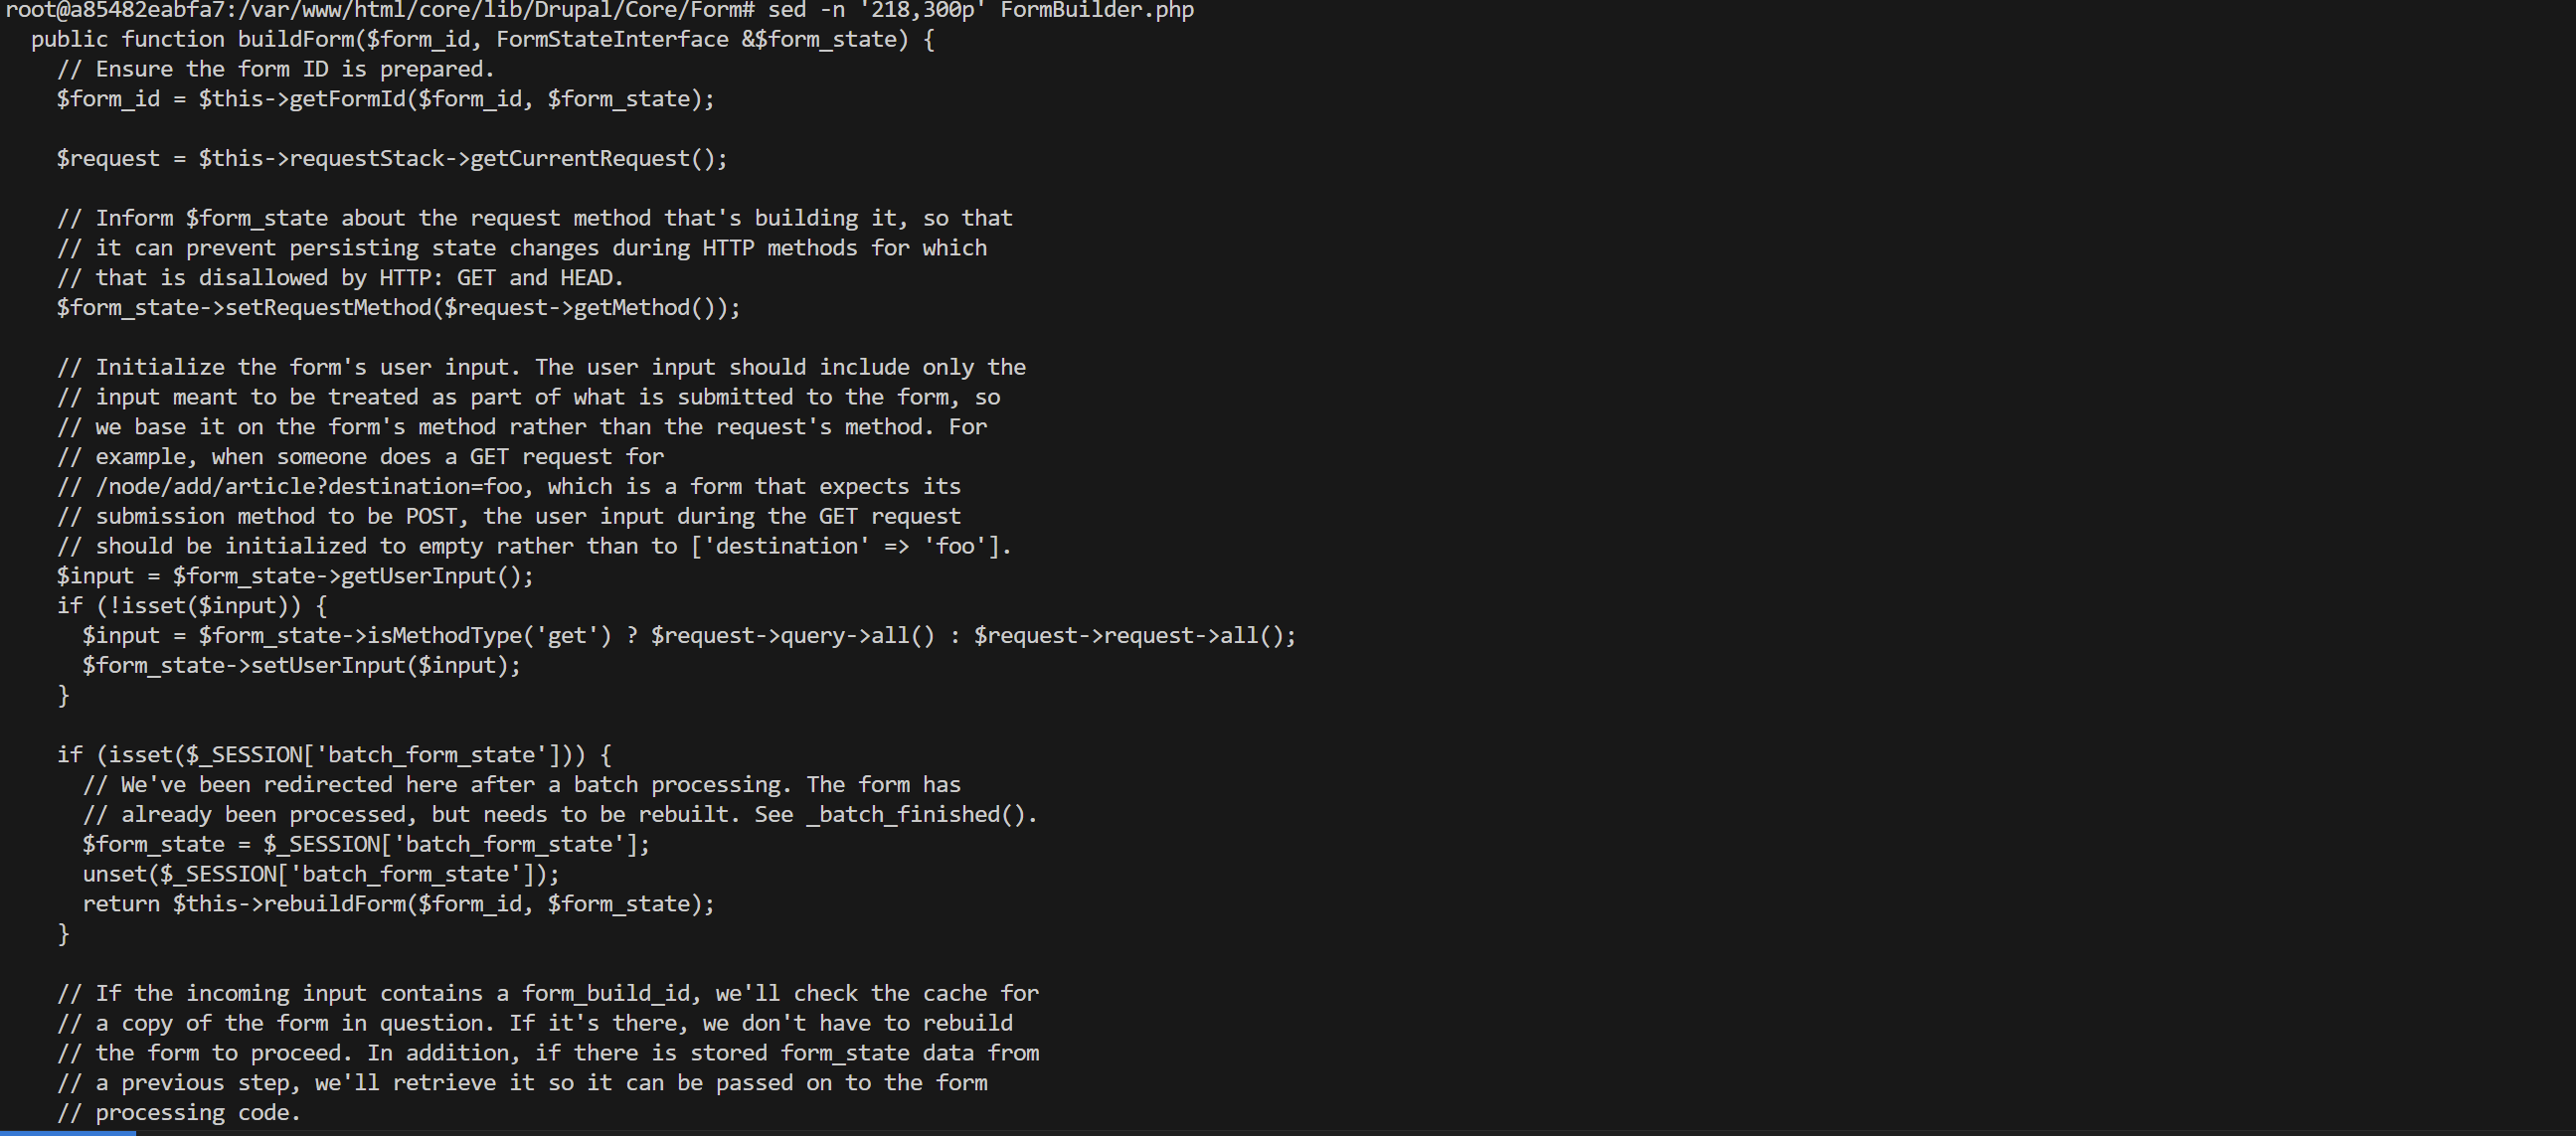 root@a85482eabfa7:/var/www/html/core/lib/Drupal/Core/Form# sed -n '218,300p' FormBuilder.php
  public function buildForm($form_id, FormStateInterface &$form_state) {
    // Ensure the form ID is prepared.
    $form_id = $this->getFormId($form_id, $form_state);

    $request = $this->requestStack->getCurrentRequest();

    // Inform $form_state about the request method that's building it, so that
    // it can prevent persisting state changes during HTTP methods for which
    // that is disallowed by HTTP: GET and HEAD.
    $form_state->setRequestMethod($request->getMethod());

    // Initialize the form's user input. The user input should include only the
    // input meant to be treated as part of what is submitted to the form, so
    // we base it on the form's method rather than the request's method. For
    // example, when someone does a GET request for
    // /node/add/article?destination=foo, which is a form that expects its
    // submission method to be POST, the user input during the GET request
    // should be initialized to empty rather than to ['destination' => 'foo'].
    $input = $form_state->getUserInput();
    if (!isset($input)) {
      $input = $form_state->isMethodType('get') ? $request->query->all() : $request->request->all();
      $form_state->setUserInput($input);
    }

    if (isset($_SESSION['batch_form_state'])) {
      // We've been redirected here after a batch processing. The form has
      // already been processed, but needs to be rebuilt. See _batch_finished().
      $form_state = $_SESSION['batch_form_state'];
      unset($_SESSION['batch_form_state']);
      return $this->rebuildForm($form_id, $form_state);
    }

    // If the incoming input contains a form_build_id, we'll check the cache for
    // a copy of the form in question. If it's there, we don't have to rebuild
    // the form to proceed. In addition, if there is stored form_state data from
    // a previous step, we'll retrieve it so it can be passed on to the form
    // processing code.